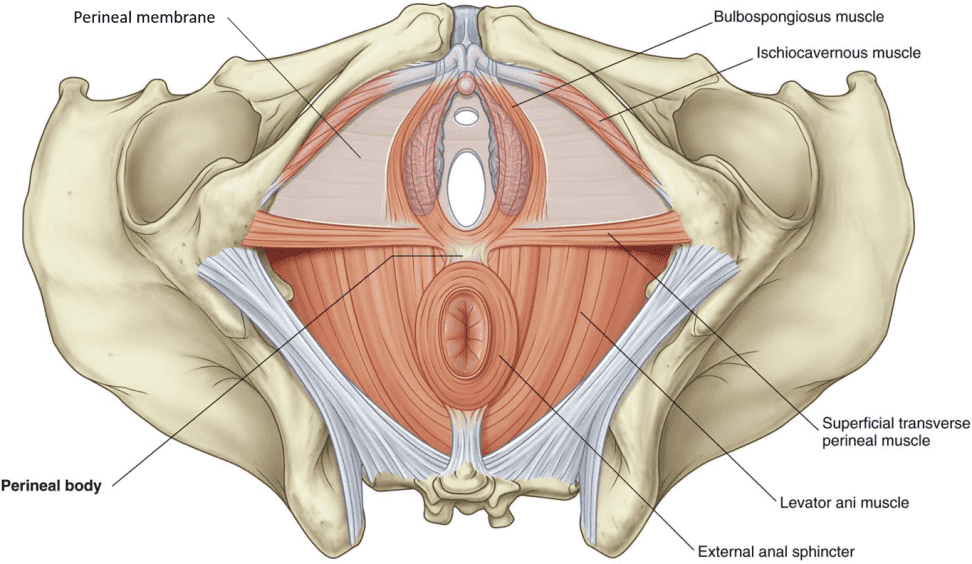 Perineal membrane
Bulbospongiosus muscle
Ischiocavernous muscle
Superficial transverse
perineal muscle
Perineal body
Levator ani muscle
External anal sphincter